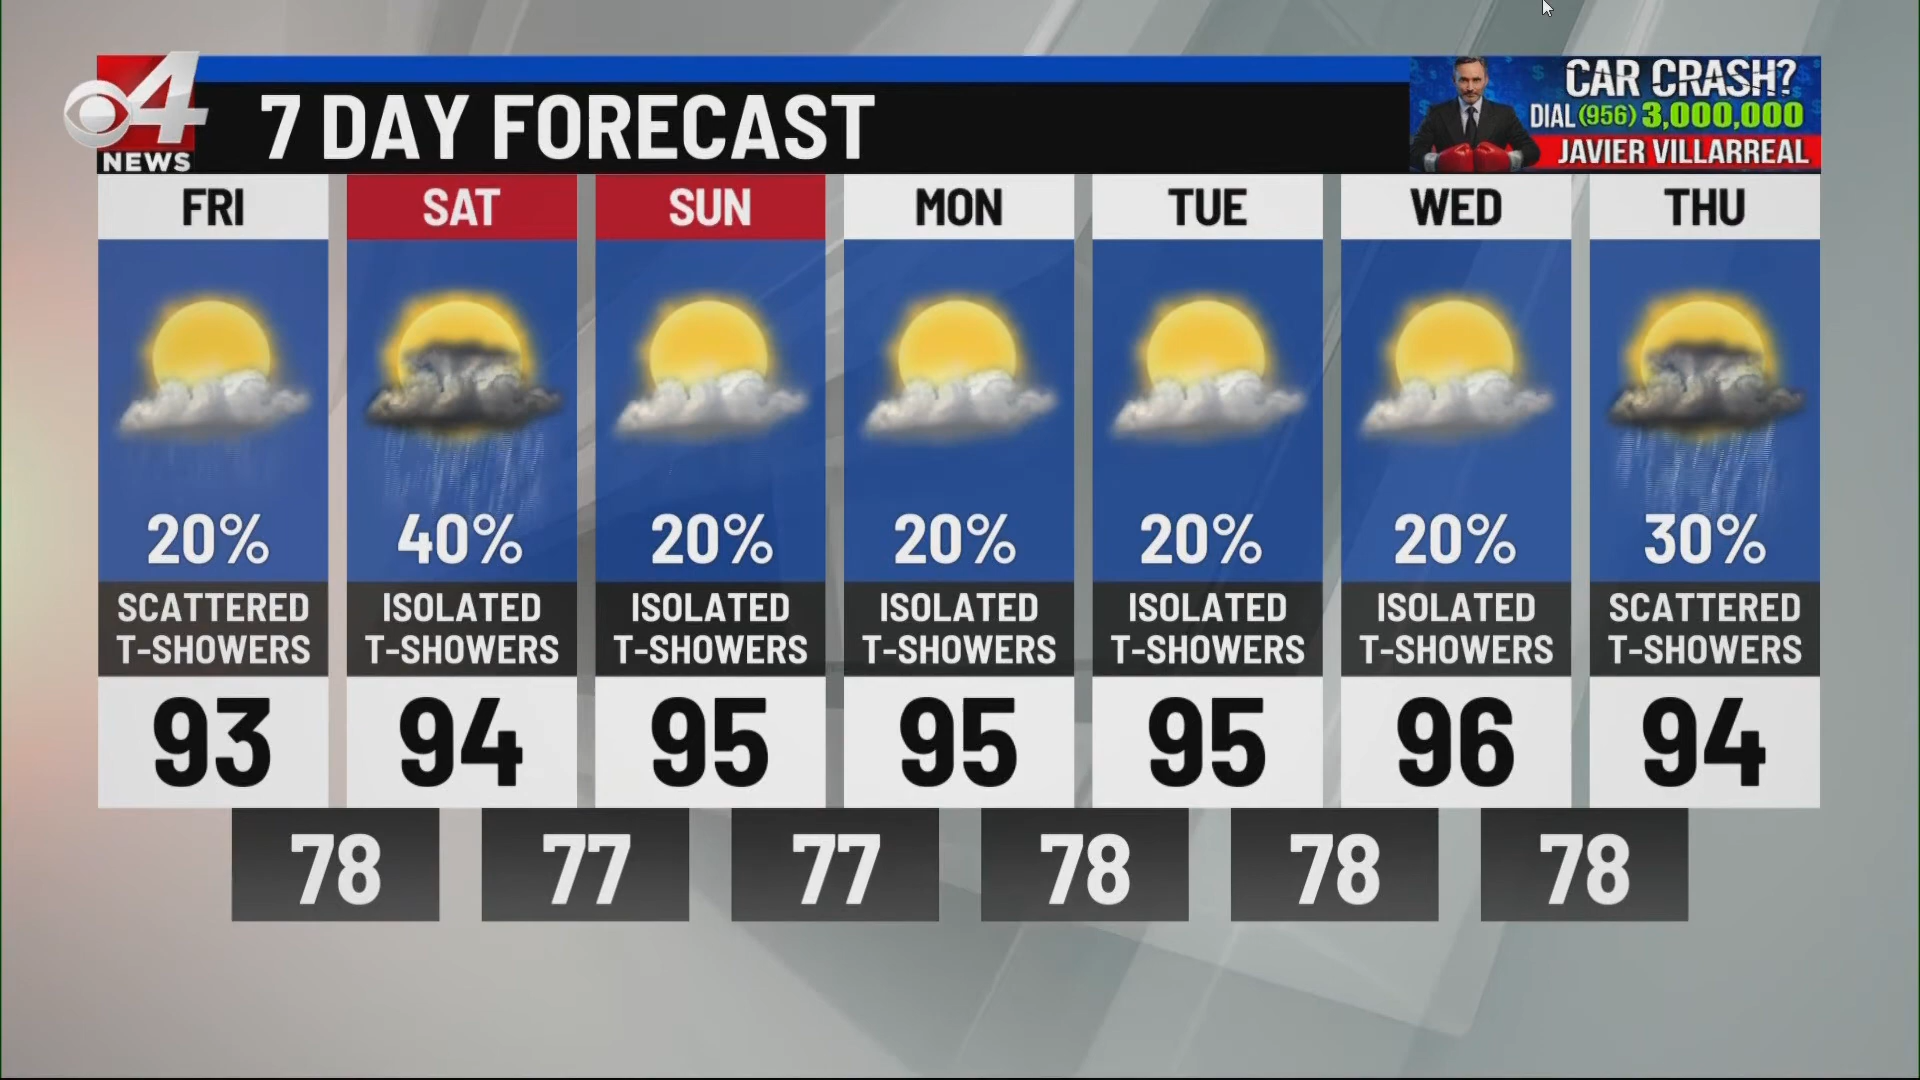 4
NEWS
7 DAY FORECAST
CAR CRASH?
DIAL (956) 3,000,000
JAVIER VILLARREAL
FRI
SAT
SUN
MON
TUE
WED
THU
20%
40%
20%
20%
20%
20%
30%
SCATTERED
T-SHOWERS
ISOLATED
T-SHOWERS
ISOLATED
T-SHOWERS
ISOLATED
T-SHOWERS
ISOLATED
T-SHOWERS
ISOLATED
T-SHOWERS
SCATTERED
T-SHOWERS
93
94
95
95
95
96
94
78
77
77
78
78
78